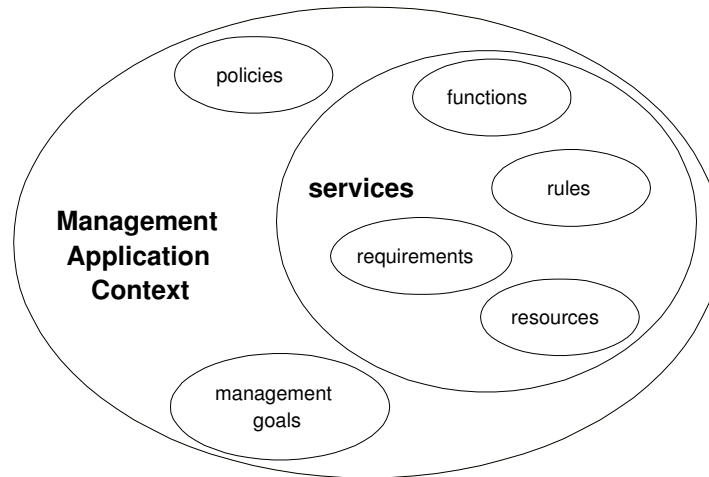 policies
functions
services
rules
Management
Application
Context
requirements
resources
management
goals